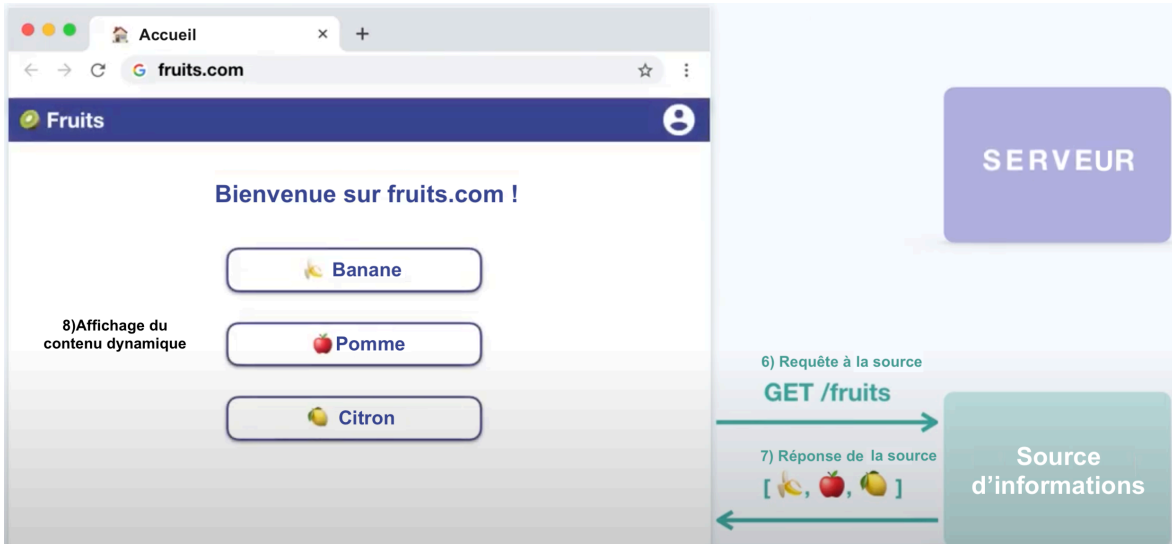 Accueil
fruits.com
Fruits
SERVEUR
Bienvenue sur fruits.com !
Banane
8)Affichage du
contenu dynamique
Pomme
Citron
6) Requête à la source
GET /fruits
7) Réponse de la source
[ , , ]
Source
d’informations